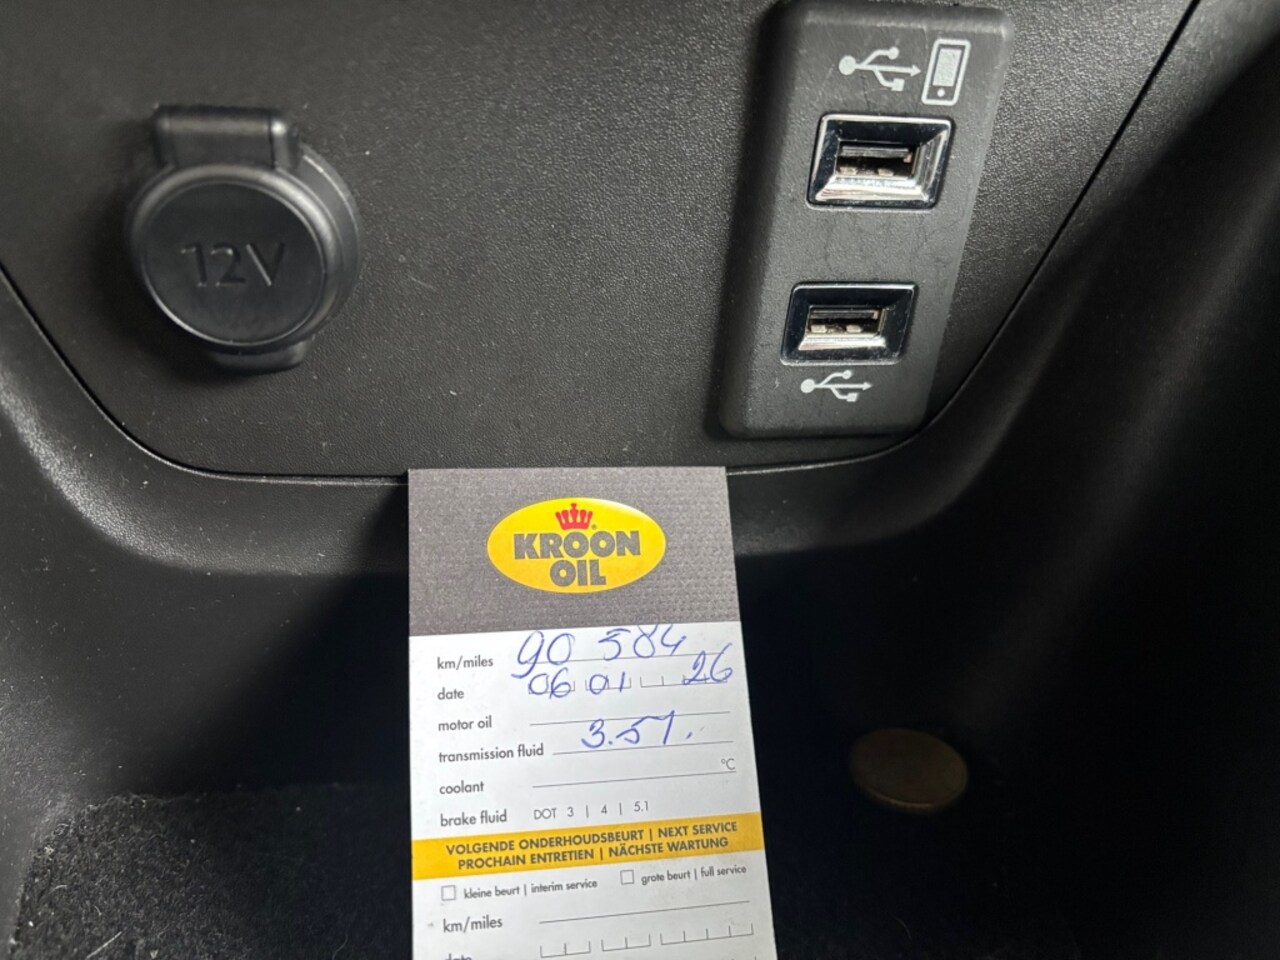 12V
KROON
OIL
km/miles 90 584
date 06 01 26
motor oil
transmission fluid 3.51.
coolant °C
brake fluid DOT 3 | 4 | 5.1
VOLGENDE ONDERHOUDSBEURT | NEXT SERVICE
PROCHAIN ENTRETIEN | NÄCHSTE WARTUNG
kleine beurt | interim service grote beurt | full service
km/miles